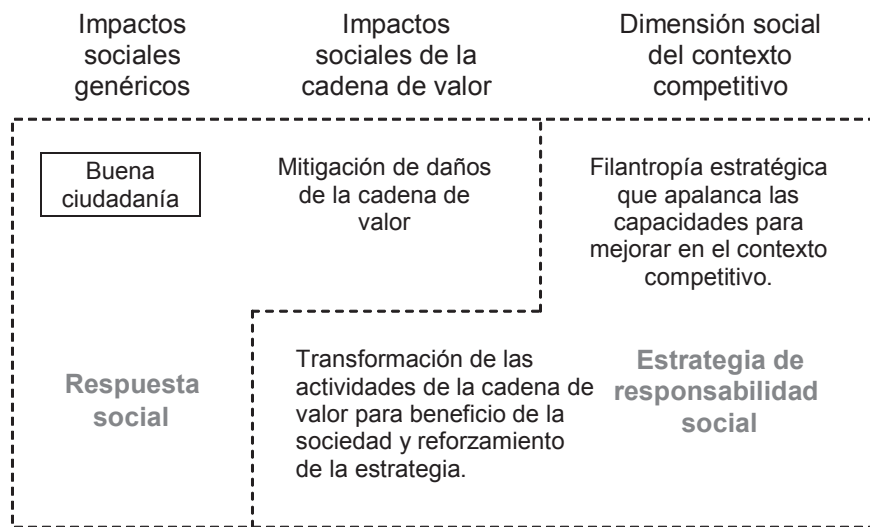 Impactos
sociales
genéricos
Impactos
sociales de la
cadena de valor
Dimensión social
del contexto
competitivo
Buena
ciudadanía
Mitigación de daños
de la cadena de
valor
Filantropía estratégica
que apalanca las
capacidades para
mejorar en el contexto
competitivo.
Respuesta
social
Transformación de las
actividades de la cadena de
valor para beneficio de la
sociedad y reforzamiento
de la estrategia.
Estrategia de
responsabilidad
social